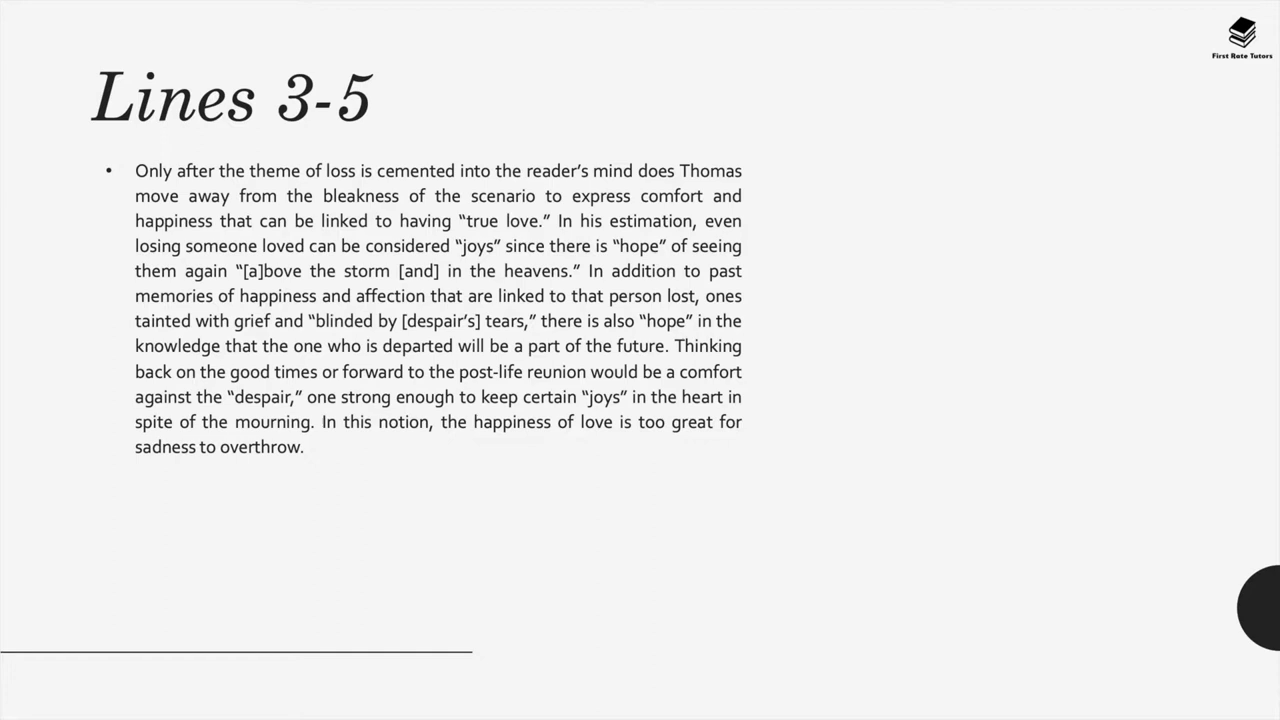 First Rate Tutors
Lines 3-5
• Only after the theme of loss is cemented into the reader’s mind does Thomas
move away from the bleakness of the scenario to express comfort and
happiness that can be linked to having “true love.” In his estimation, even
losing someone loved can be considered “joys” since there is “hope” of seeing
them again “[a]bove the storm [and] in the heavens.” In addition to past
memories of happiness and affection that are linked to that person lost, ones
tainted with grief and “blinded by [despair’s] tears,” there is also “hope” in the
knowledge that the one who is departed will be a part of the future. Thinking
back on the good times or forward to the post-life reunion would be a comfort
against the “despair,” one strong enough to keep certain “joys” in the heart in
spite of the mourning. In this notion, the happiness of love is too great for
sadness to overthrow.